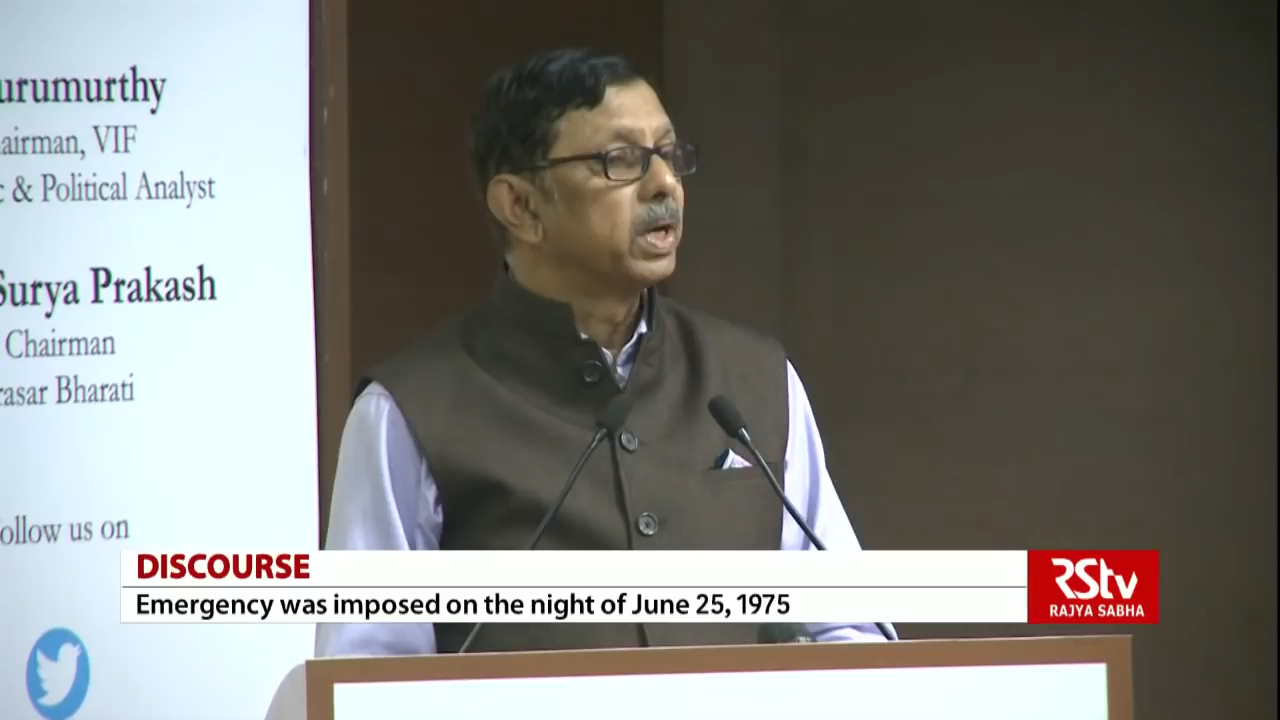 urumurthy
airman, VIF
c & Political Analyst
Surya Prakash
Chairman
rasar Bharati
ollow us on
DISCOURSE
Emergency was imposed on the night of June 25, 1975
RStv
RAJYA SABHA